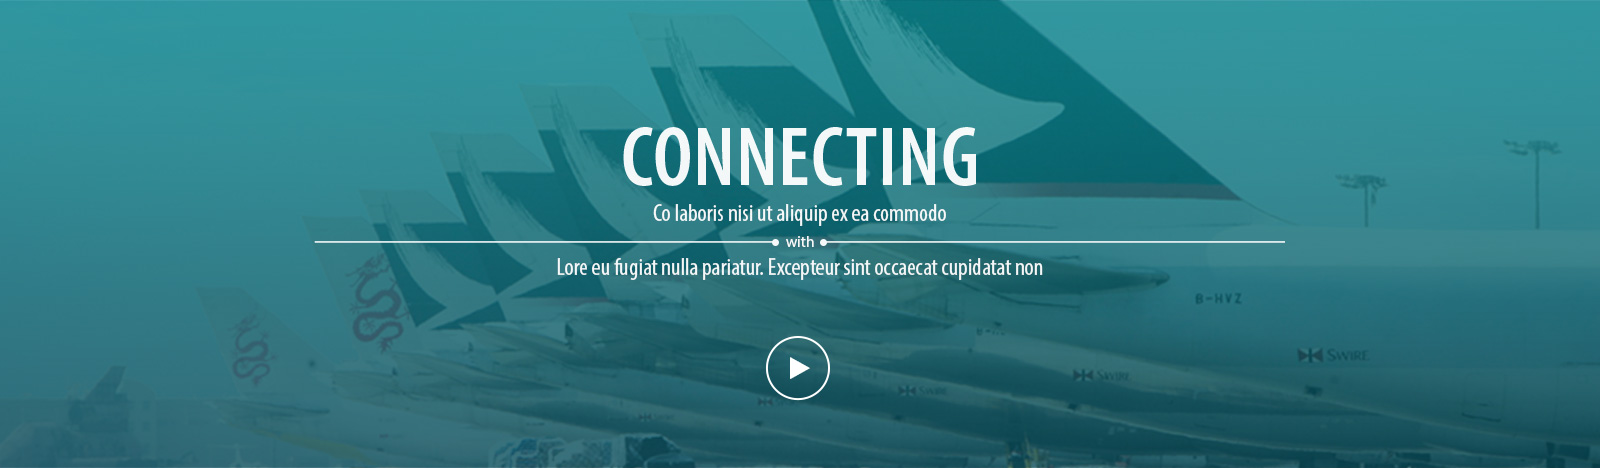 CONNECTING
Co laboris nisi ut aliquip ex ea commodo
with
Lore eu fugiat nulla pariatur. Excepteur sint occaecat cupidatat non
B-HVZ
SWIRE
SWIRE
SWIRE